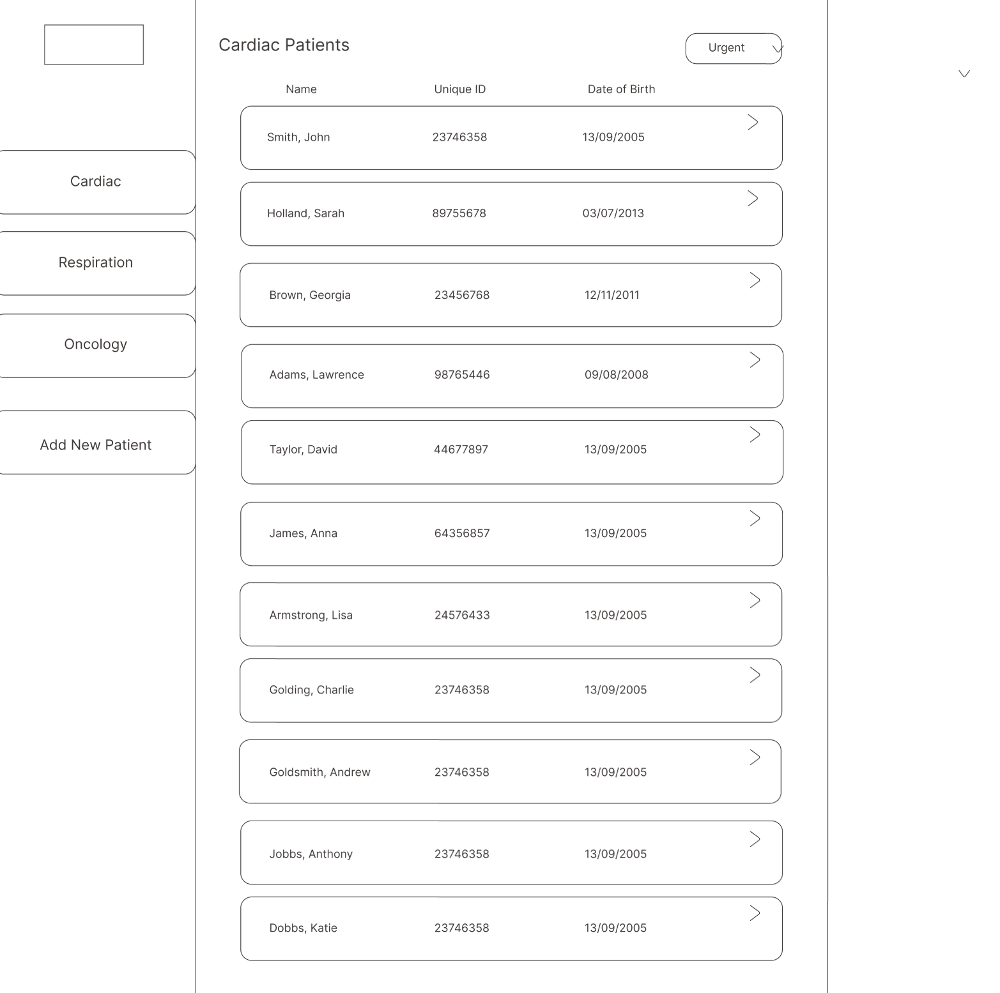 Cardiac Patients
Urgent
Name Unique ID Date of Birth
Smith, John 23746358 13/09/2005
Cardiac
Holland, Sarah 89755678 03/07/2013
Respiration
Brown, Georgia 23456768 12/11/2011
Oncology
Adams, Lawrence 98765446 09/08/2008
Add New Patient
Taylor, David 44677897 13/09/2005
James, Anna 64356857 13/09/2005
Armstrong, Lisa 24576433 13/09/2005
Golding, Charlie 23746358 13/09/2005
Goldsmith, Andrew 23746358 13/09/2005
Jobbs, Anthony 23746358 13/09/2005
Dobbs, Katie 23746358 13/09/2005